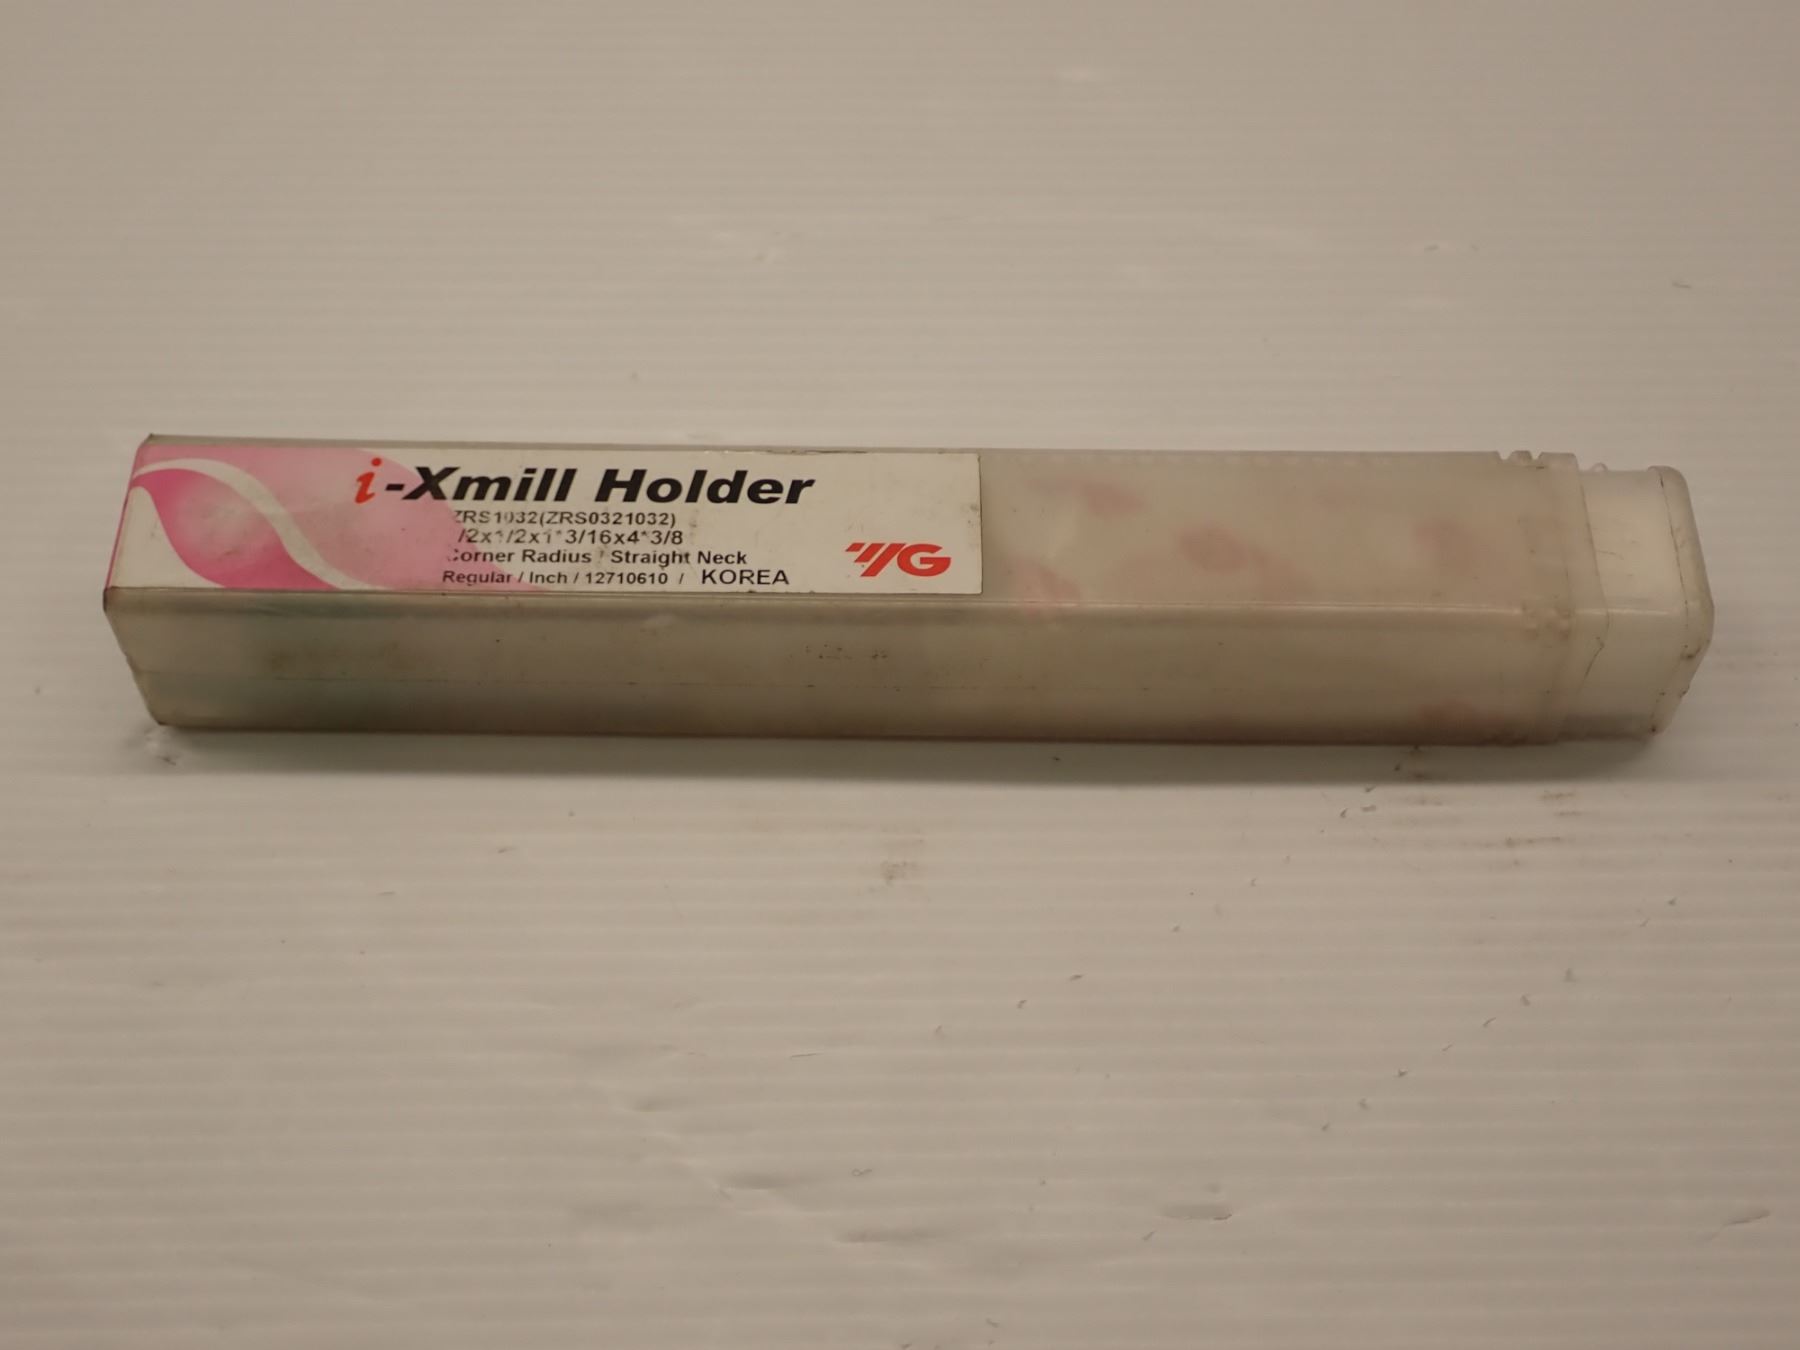 i-Xmill Holder
ZRS1032(ZRS0321032)
/2x1/2x1*3/16x4*3/8
Corner Radius / Straight Neck
Regular / Inch / 12710610 / KOREA
YG